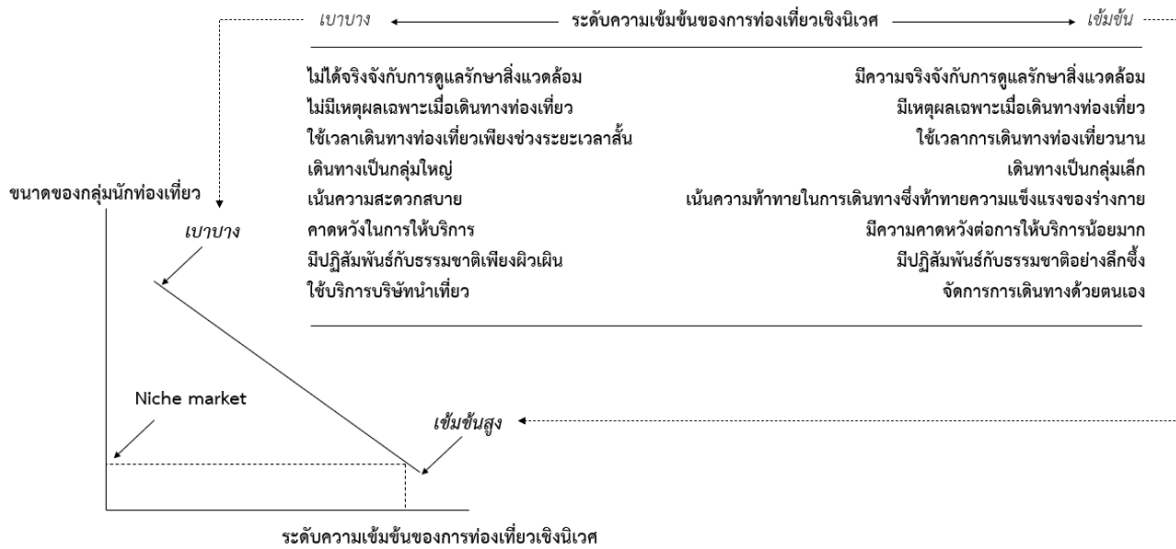 เบาบาง ระดับความเข้มข้นของการท่องเที่ยวเชิงนิเวศ เข้มข้น
ไม่ได้จริงจังกับการดูแลรักษาสิ่งแวดล้อม มีความจริงจังกับการดูแลรักษาสิ่งแวดล้อม
ไม่มีเหตุผลเฉพาะเมื่อเดินทางท่องเที่ยว มีเหตุผลเฉพาะเมื่อเดินทางท่องเที่ยว
ใช้เวลาเดินทางท่องเที่ยวเพียงช่วงระยะเวลาสั้น ใช้เวลาการเดินทางท่องเที่ยวนาน
เดินทางเป็นกลุ่มใหญ่ เดินทางเป็นกลุ่มเล็ก
เน้นความสะดวกสบาย เน้นความท้าทายในการเดินทางซึ่งท้าทายความแข็งแรงของร่างกาย
คาดหวังในการให้บริการ มีความคาดหวังต่อการให้บริการน้อยมาก
มีปฏิสัมพันธ์กับธรรมชาติเพียงผิวเผิน มีปฏิสัมพันธ์กับธรรมชาติอย่างลึกซึ้ง
ใช้บริการบริษัทนำเที่ยว จัดการการเดินทางด้วยตนเอง
ขนาดของกลุ่มนักท่องเที่ยว
เบาบาง
Niche market
เข้มข้นสูง
ระดับความเข้มข้นของการท่องเที่ยวเชิงนิเวศ